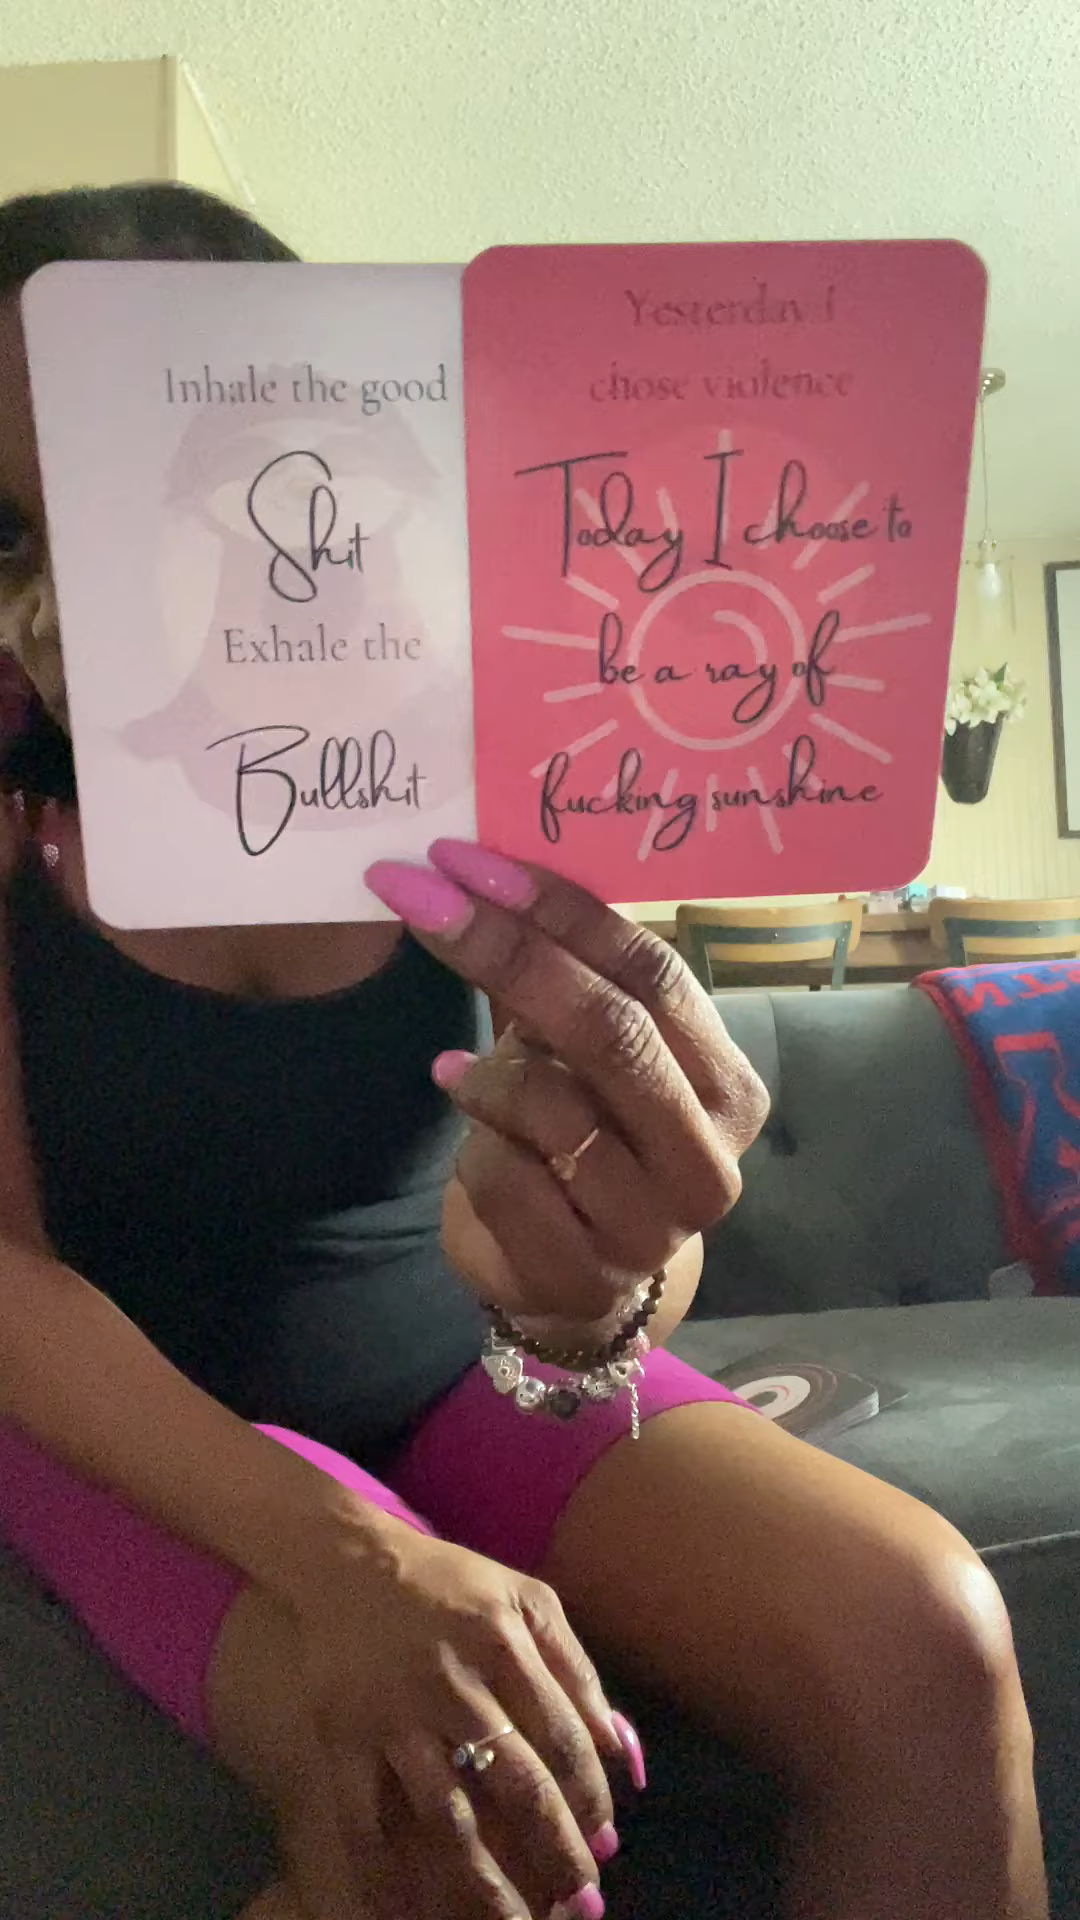 Inhale the good
Shit
Exhale the
Bullshit
Yesterday I
chose violence
Today I choose to
be a ray of
fucking sunshine